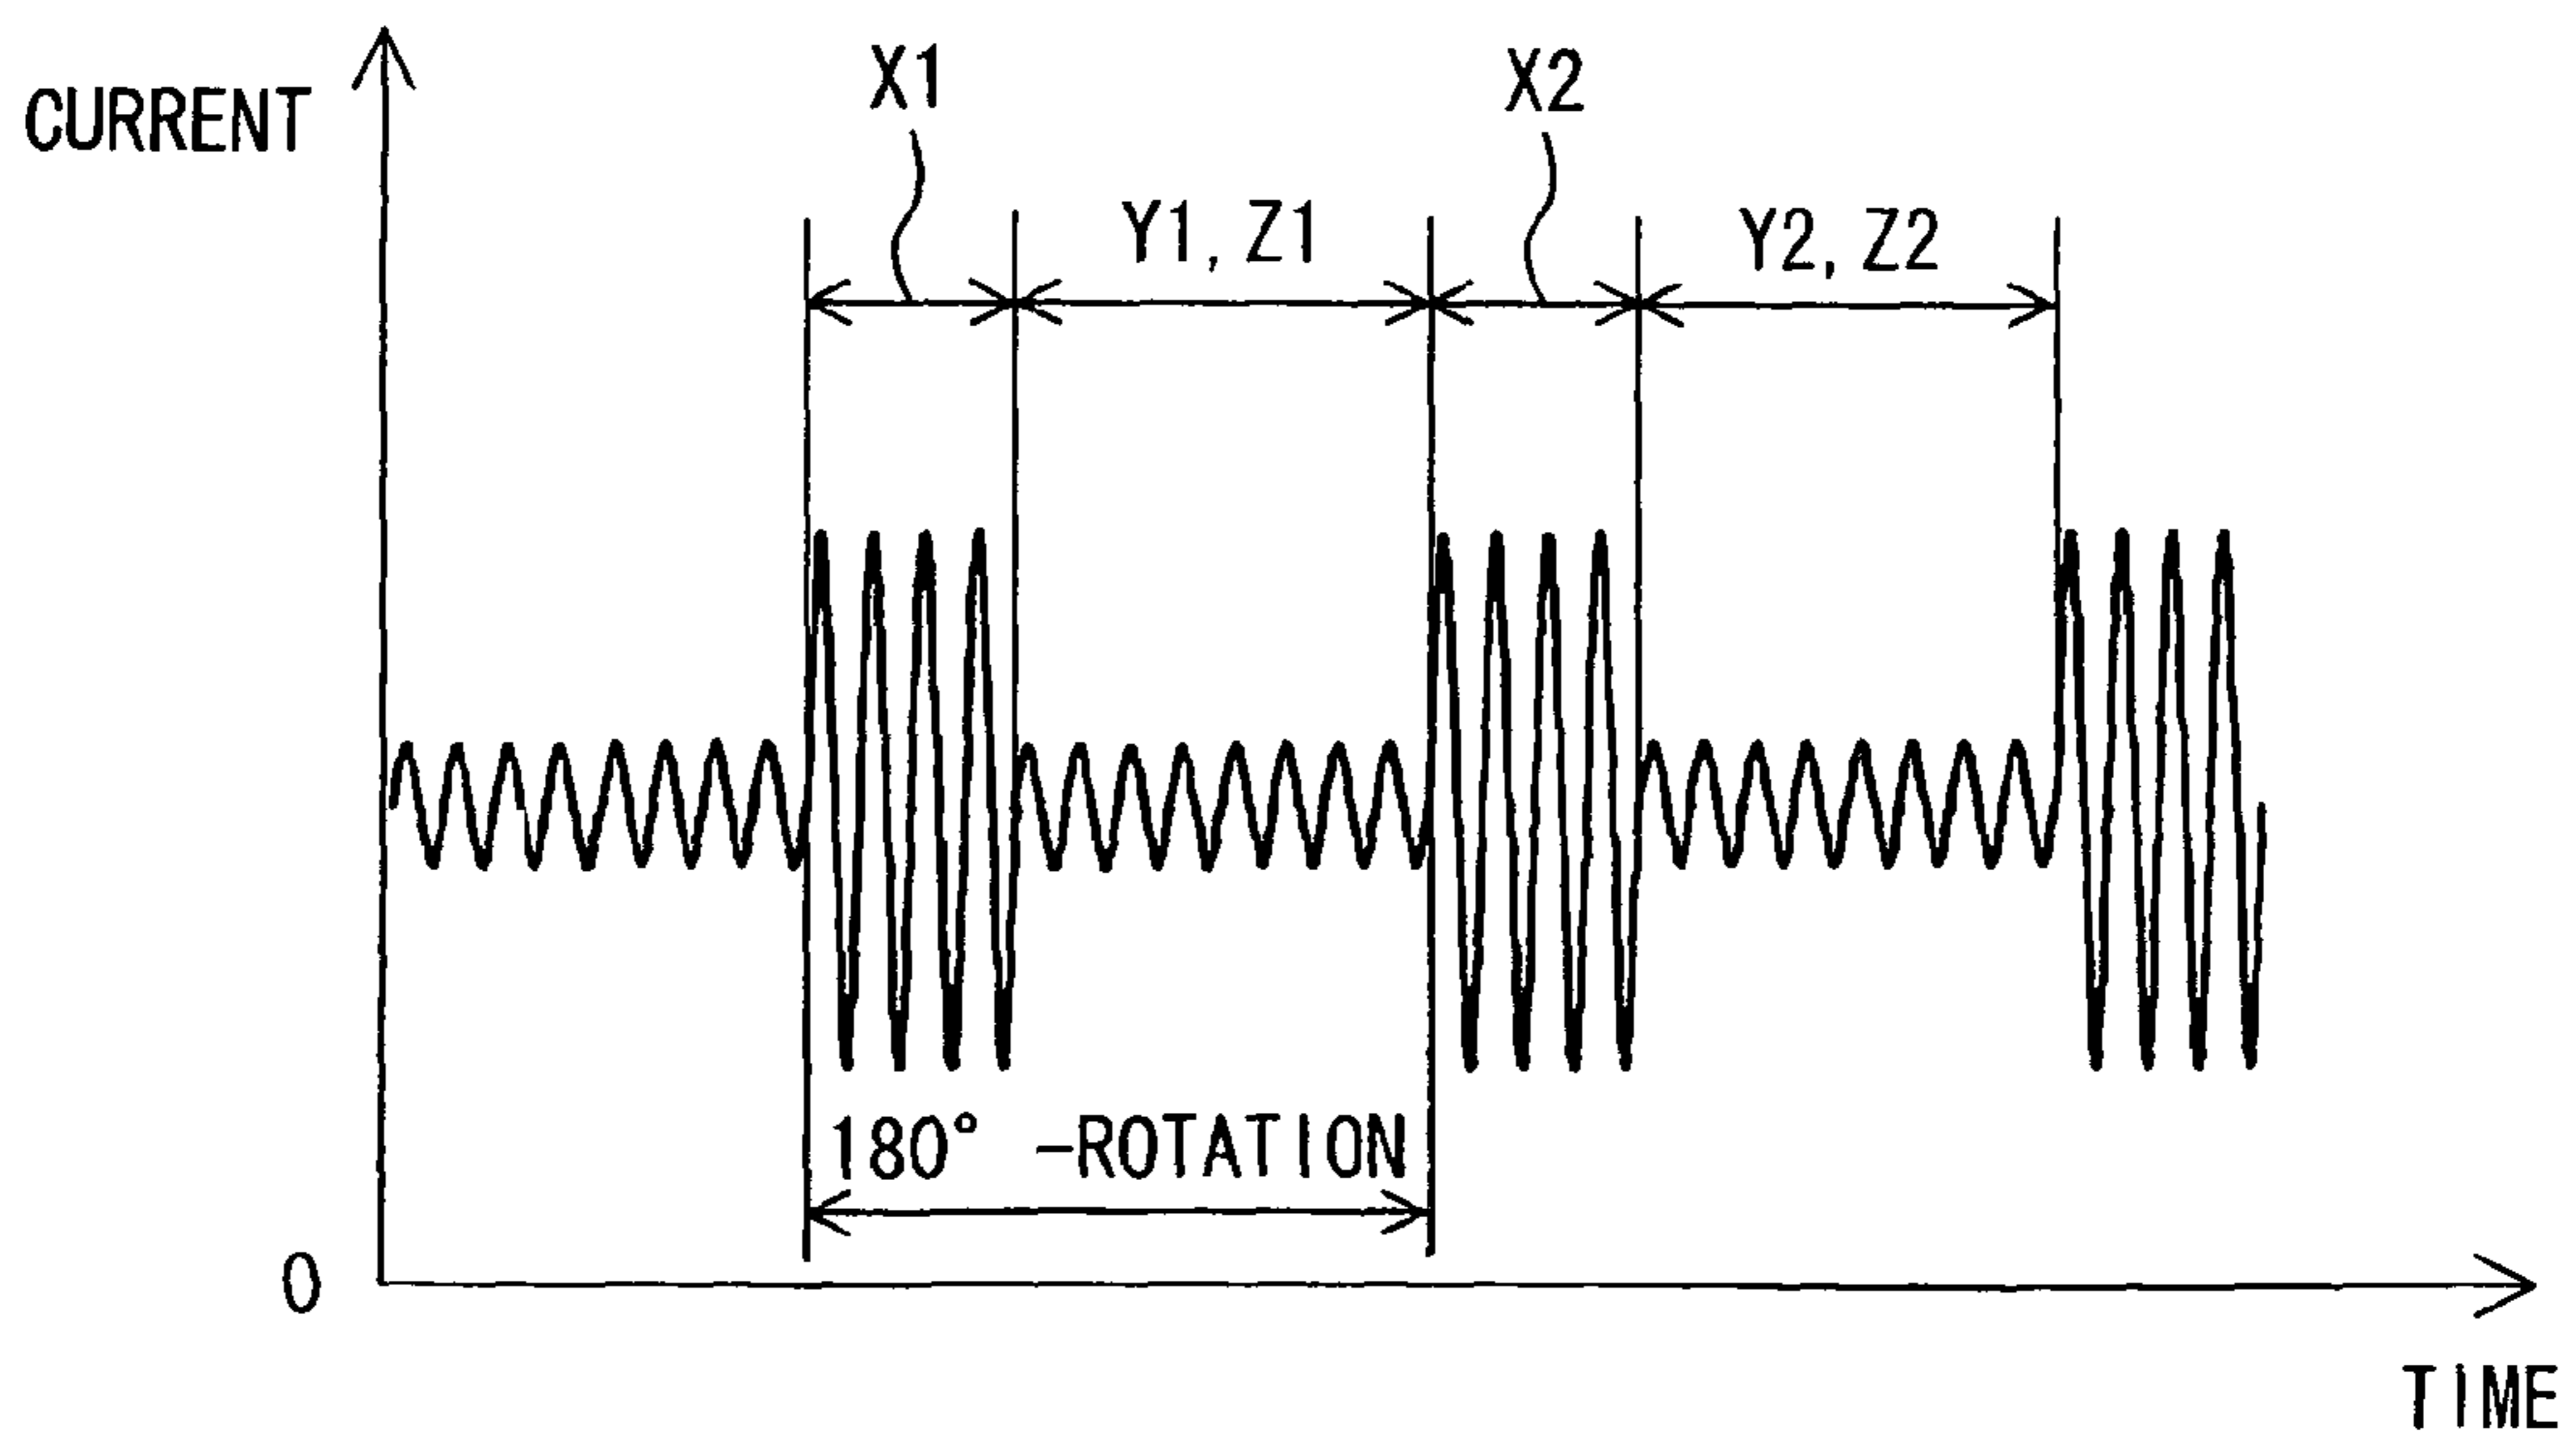 CURRENT
X1
X2
Y1, Z1
Y2, Z2
180° -ROTATION
0
TIME